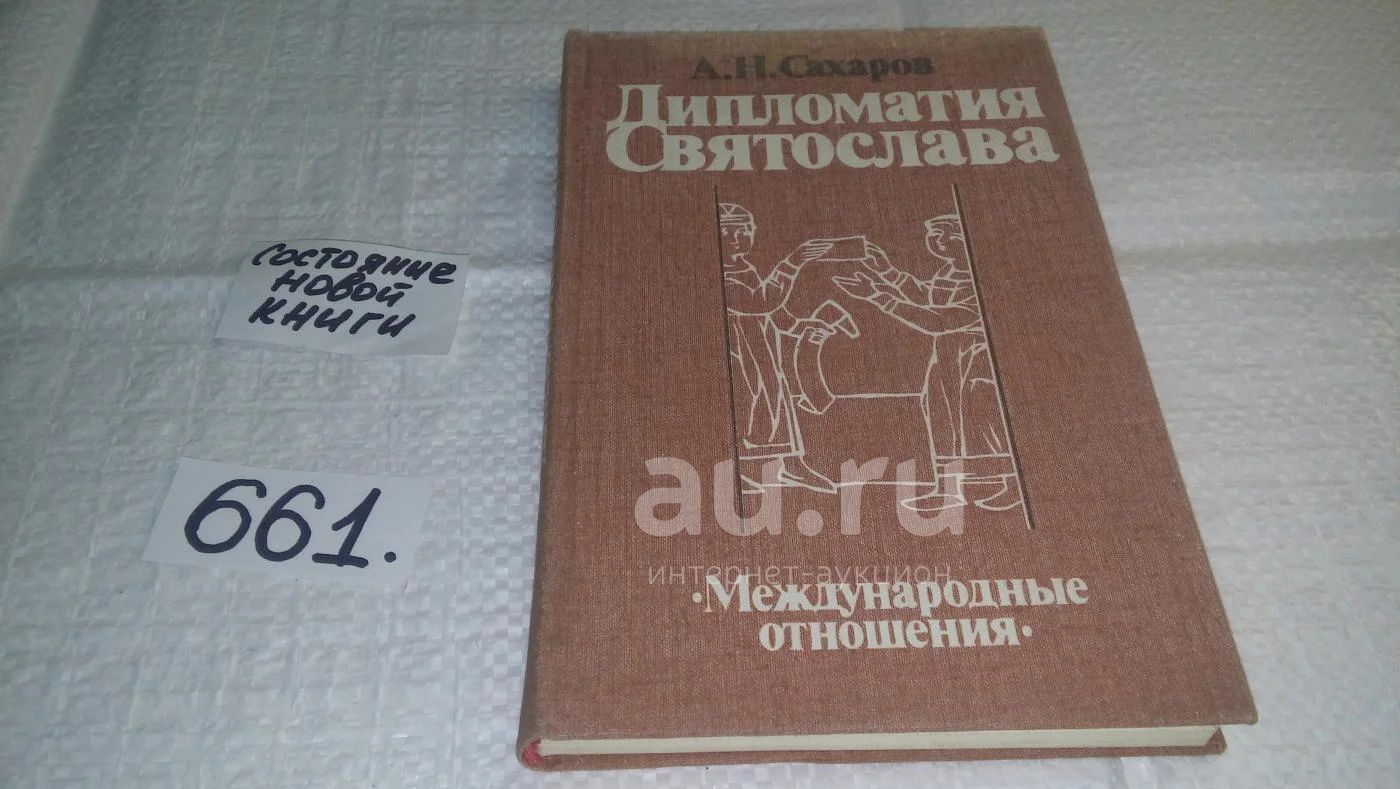 А.Н.Сахаров
Дипломатия
Святослава
состояние
новой
книги
661.
au.ru
интернет-аукцион
·Международные
отношения·